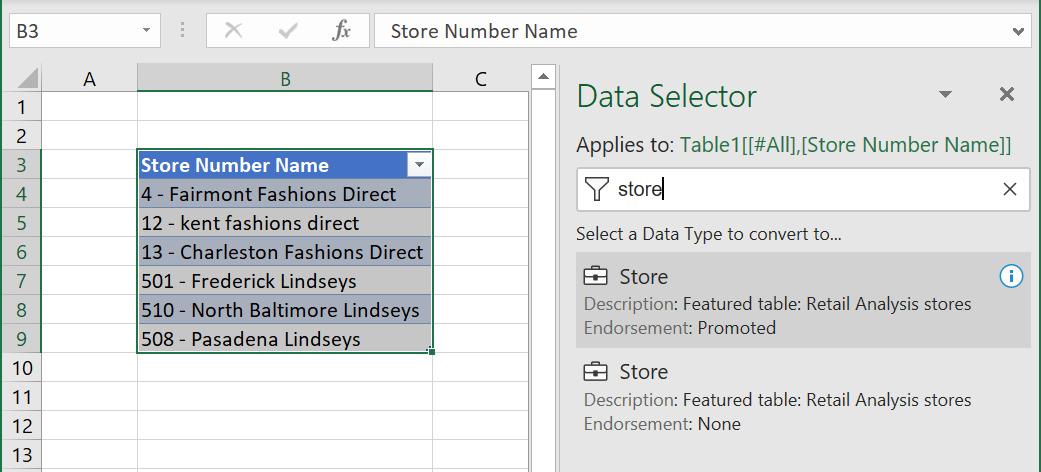 B3
fx
Store Number Name
A
B
C
1
2
3
Store Number Name
4
4 - Fairmont Fashions Direct
5
12 - kent fashions direct
6
13 - Charleston Fashions Direct
7
501 - Frederick Lindseys
8
510 - North Baltimore Lindseys
9
508 - Pasadena Lindseys
10
11
12
13
Data Selector
Applies to: Table1[[#All],[Store Number Name]]
store
Select a Data Type to convert to...
Store
Description: Featured table: Retail Analysis stores
Endorsement: Promoted
Store
Description: Featured table: Retail Analysis stores
Endorsement: None